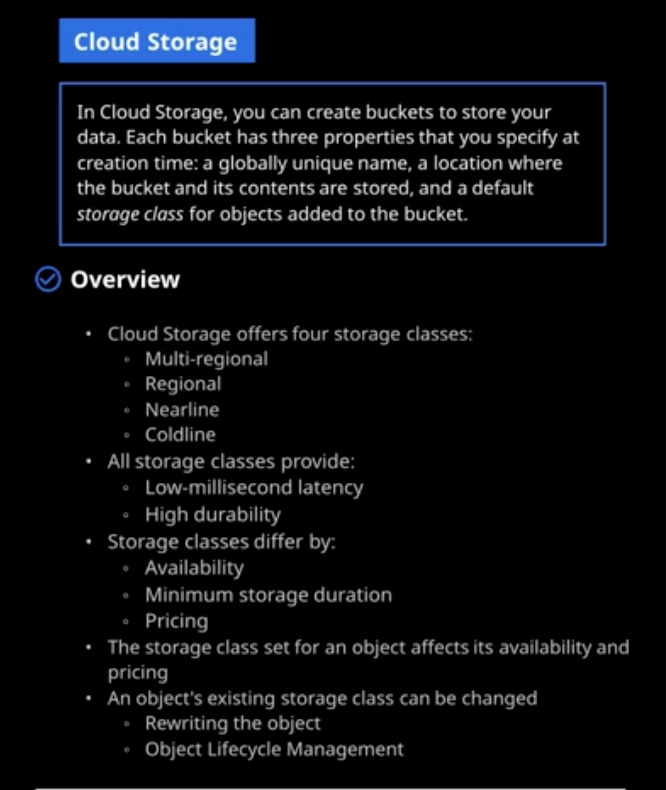 Cloud Storage
In Cloud Storage, you can create buckets to store your
data. Each bucket has three properties that you specify at
creation time: a globally unique name, a location where
the bucket and its contents are stored, and a default
storage class for objects added to the bucket.
Overview
• Cloud Storage offers four storage classes:
◦ Multi-regional
◦ Regional
◦ Nearline
◦ Coldline
• All storage classes provide:
◦ Low-millisecond latency
◦ High durability
• Storage classes differ by:
◦ Availability
◦ Minimum storage duration
◦ Pricing
• The storage class set for an object affects its availability and
pricing
• An object's existing storage class can be changed
◦ Rewriting the object
◦ Object Lifecycle Management